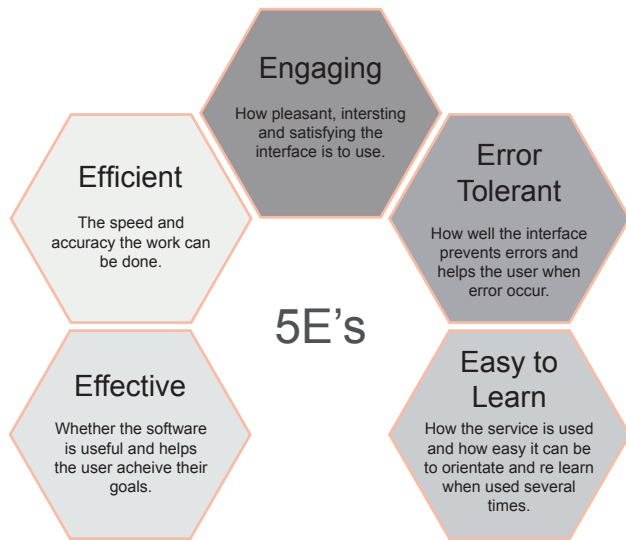 Engaging
How pleasant, intersting
and satisfying the
interface is to use.
Efficient
The speed and
accuracy the work can
be done.
Error
Tolerant
How well the interface
prevents errors and
helps the user when
error occur.
5E's
Effective
Whether the software
is useful and helps
the user acheive their
goals.
Easy to
Learn
How the service is used
and how easy it can be
to orientate and re learn
when used several
times.